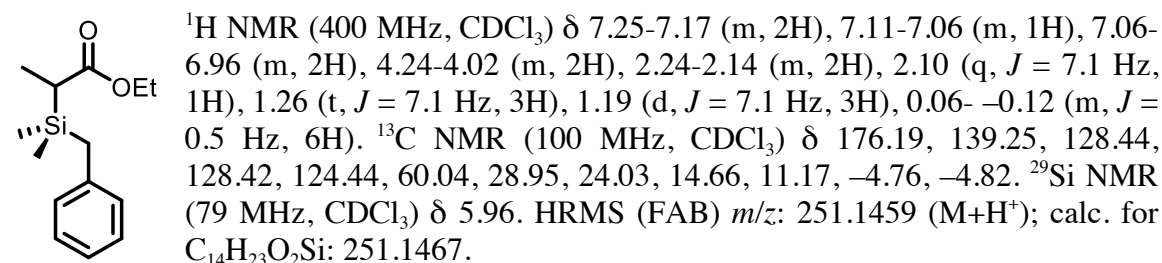 O
OEt
Si
¹H NMR (400 MHz, CDCl₃) δ 7.25-7.17 (m, 2H), 7.11-7.06 (m, 1H), 7.06-
6.96 (m, 2H), 4.24-4.02 (m, 2H), 2.24-2.14 (m, 2H), 2.10 (q, J = 7.1 Hz,
1H), 1.26 (t, J = 7.1 Hz, 3H), 1.19 (d, J = 7.1 Hz, 3H), 0.06- –0.12 (m, J =
0.5 Hz, 6H). ¹³C NMR (100 MHz, CDCl₃) δ 176.19, 139.25, 128.44,
128.42, 124.44, 60.04, 28.95, 24.03, 14.66, 11.17, –4.76, –4.82. ²⁹Si NMR
(79 MHz, CDCl₃) δ 5.96. HRMS (FAB) m/z: 251.1459 (M+H⁺); calc. for
C₁₄H₂₃O₂Si: 251.1467.